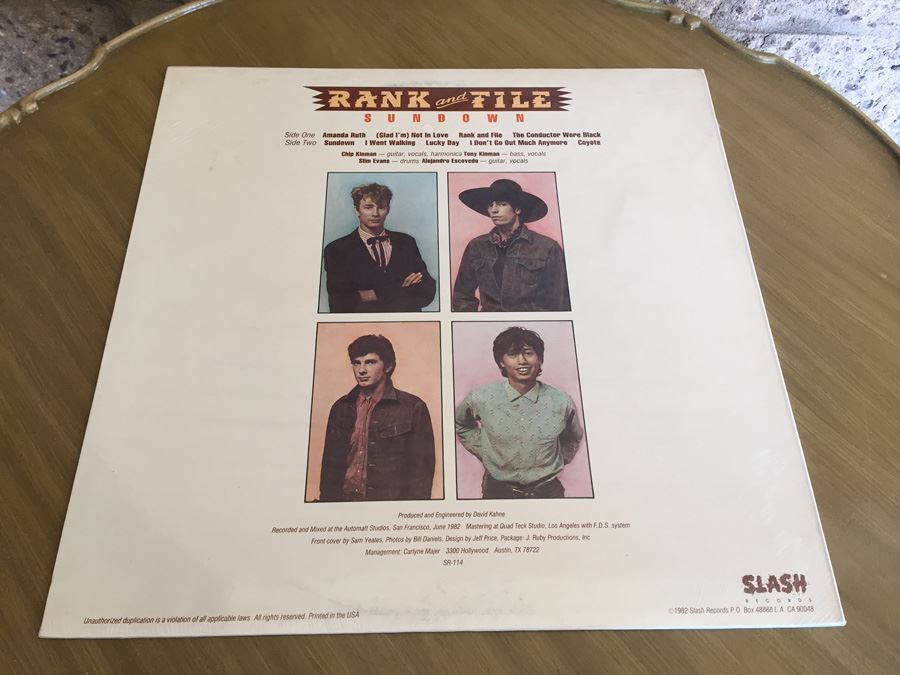 RANK and FILE
SUNDOWN
Side One Amanda Ruth (Glad I'm) Not In Love Rank and File The Conductor Wore Black
Side Two Sundown I Went Walking Lucky Day I Don't Go Out Much Anymore Coyote
Chip Kinman — guitar, vocals, harmonica Tony Kinman — bass, vocals
Slim Evans — drums Alejandro Escovedo — guitar, vocals
Produced and Engineered by David Kahne
Recorded and Mixed at the Automatt Studios, San Francisco, June 1982 Mastering at Quad Teck Studio, Los Angeles with F.D.S. system
Front cover by Sam Yeates, Photos by Bill Daniels, Design by Jeff Price, Package: J. Ruby Productions, Inc.
Management: Carlyne Majer 3300 Hollywood Austin, TX 78722
SR-114
SLASH
RECORDS
Unauthorized duplication is a violation of all applicable laws. All rights reserved. Printed in the USA
©1982 Slash Records P.O. Box 48888 L.A. CA 90048